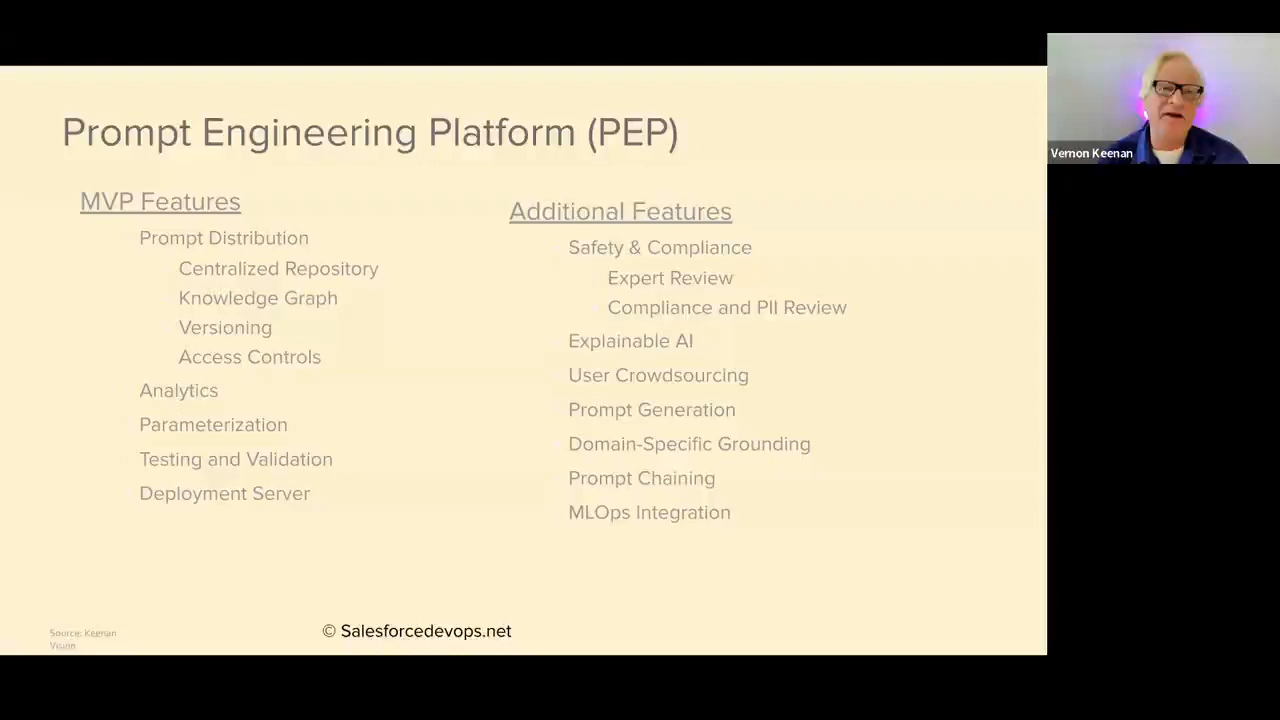 Prompt Engineering Platform (PEP)
MVP Features
Prompt Distribution
Centralized Repository
Knowledge Graph
Versioning
Access Controls
Analytics
Parameterization
Testing and Validation
Deployment Server
Additional Features
Safety & Compliance
Expert Review
Compliance and PII Review
Explainable AI
User Crowdsourcing
Prompt Generation
Domain-Specific Grounding
Prompt Chaining
MLOps Integration
Source: Keenan
Vision
© Salesforcedevops.net
Vernon Keenan